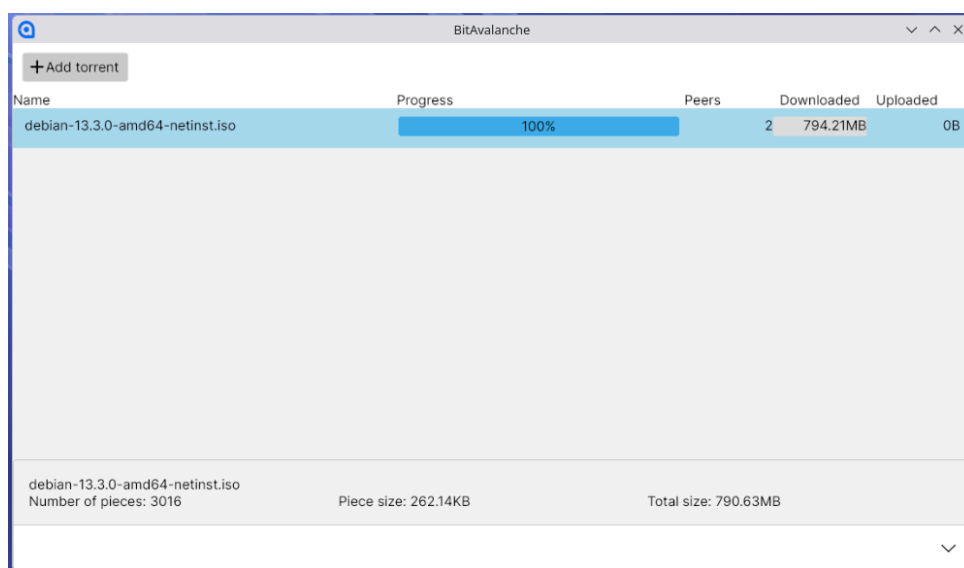 BitAvalanche
+Add torrent
Name Progress Peers Downloaded Uploaded
debian-13.3.0-amd64-netinst.iso 100% 2 794.21MB 0B
debian-13.3.0-amd64-netinst.iso
Number of pieces: 3016 Piece size: 262.14KB Total size: 790.63MB